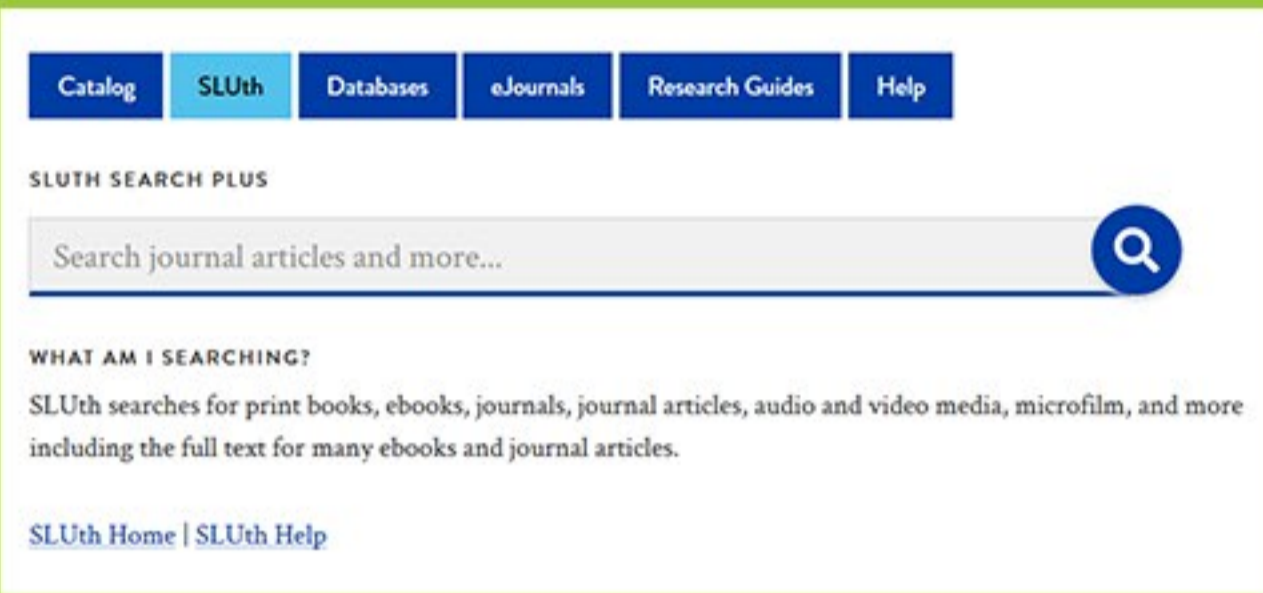 Catalog SLUth Databases eJournals Research Guides Help
SLUTH SEARCH PLUS
Search journal articles and more...
WHAT AM I SEARCHING?
SLUth searches for print books, ebooks, journals, journal articles, audio and video media, microfilm, and more
including the full text for many ebooks and journal articles.
SLUth Home | SLUth Help